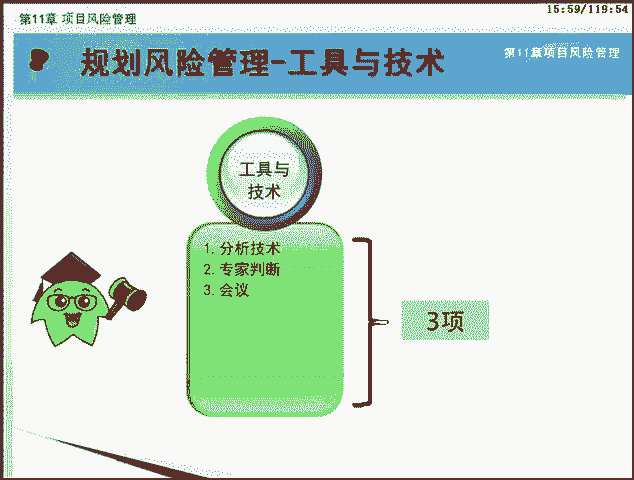 第11章 项目风险管理
15:59/119:54
规划风险管理-工具与技术
第11章项目风险管理
工具与
技术
1. 分析技术
2. 专家判断
3. 会议
3项